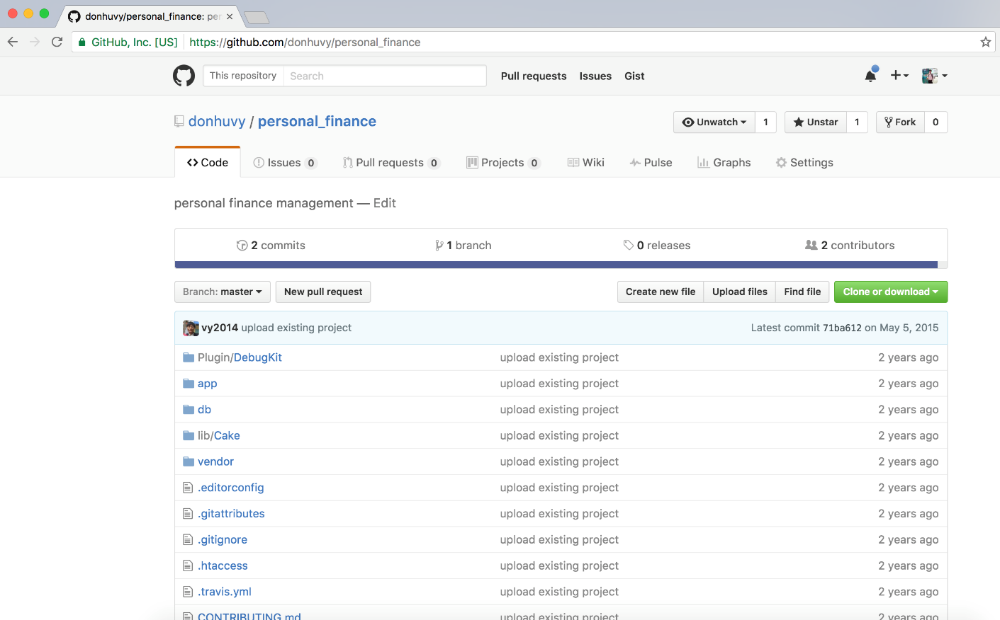 donhuvy/personal_finance: per
GitHub, Inc. [US] https://github.com/donhuvy/personal_finance
This repository Search Pull requests Issues Gist
donhuvy / personal_finance Unwatch 1 Unstar 1 Fork 0
Code Issues 0 Pull requests 0 Projects 0 Wiki Pulse Graphs Settings
personal finance management — Edit
2 commits 1 branch 0 releases 2 contributors
Branch: master New pull request Create new file Upload files Find file Clone or download
vy2014 upload existing project Latest commit 71ba612 on May 5, 2015
Plugin/DebugKit upload existing project 2 years ago
app upload existing project 2 years ago
db upload existing project 2 years ago
lib/Cake upload existing project 2 years ago
vendor upload existing project 2 years ago
.editorconfig upload existing project 2 years ago
.gitattributes upload existing project 2 years ago
.gitignore upload existing project 2 years ago
.htaccess upload existing project 2 years ago
.travis.yml upload existing project 2 years ago
CONTRIBUTING.md upload existing project 2 years ago